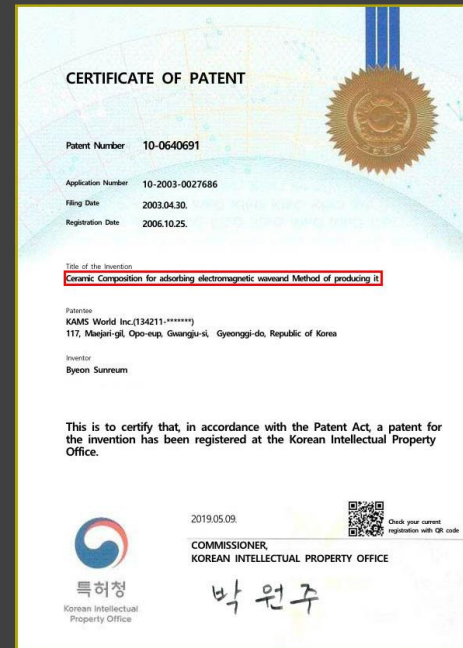 CERTIFICATE OF PATENT
Patent Number 10-0640691
Application Number 10-2003-0027686
Filing Date 2003.04.30.
Registration Date 2006.10.25.
Title of the Invention
Ceramic Composition for adsorbing electromagnetic waveand Method of producing it
Patentee
KAMS World Inc.(134211-*******)
117, Maejari-gil, Opo-eup, Gwangju-si, Gyeonggi-do, Republic of Korea
Inventor
Byeon Sunreum
This is to certify that, in accordance with the Patent Act, a patent for
the invention has been registered at the Korean Intellectual Property
Office.
2019.05.09.
Check your current
registration with QR code
COMMISSIONER,
KOREAN INTELLECTUAL PROPERTY OFFICE
박원주
특허청
Korean Intellectual
Property Office